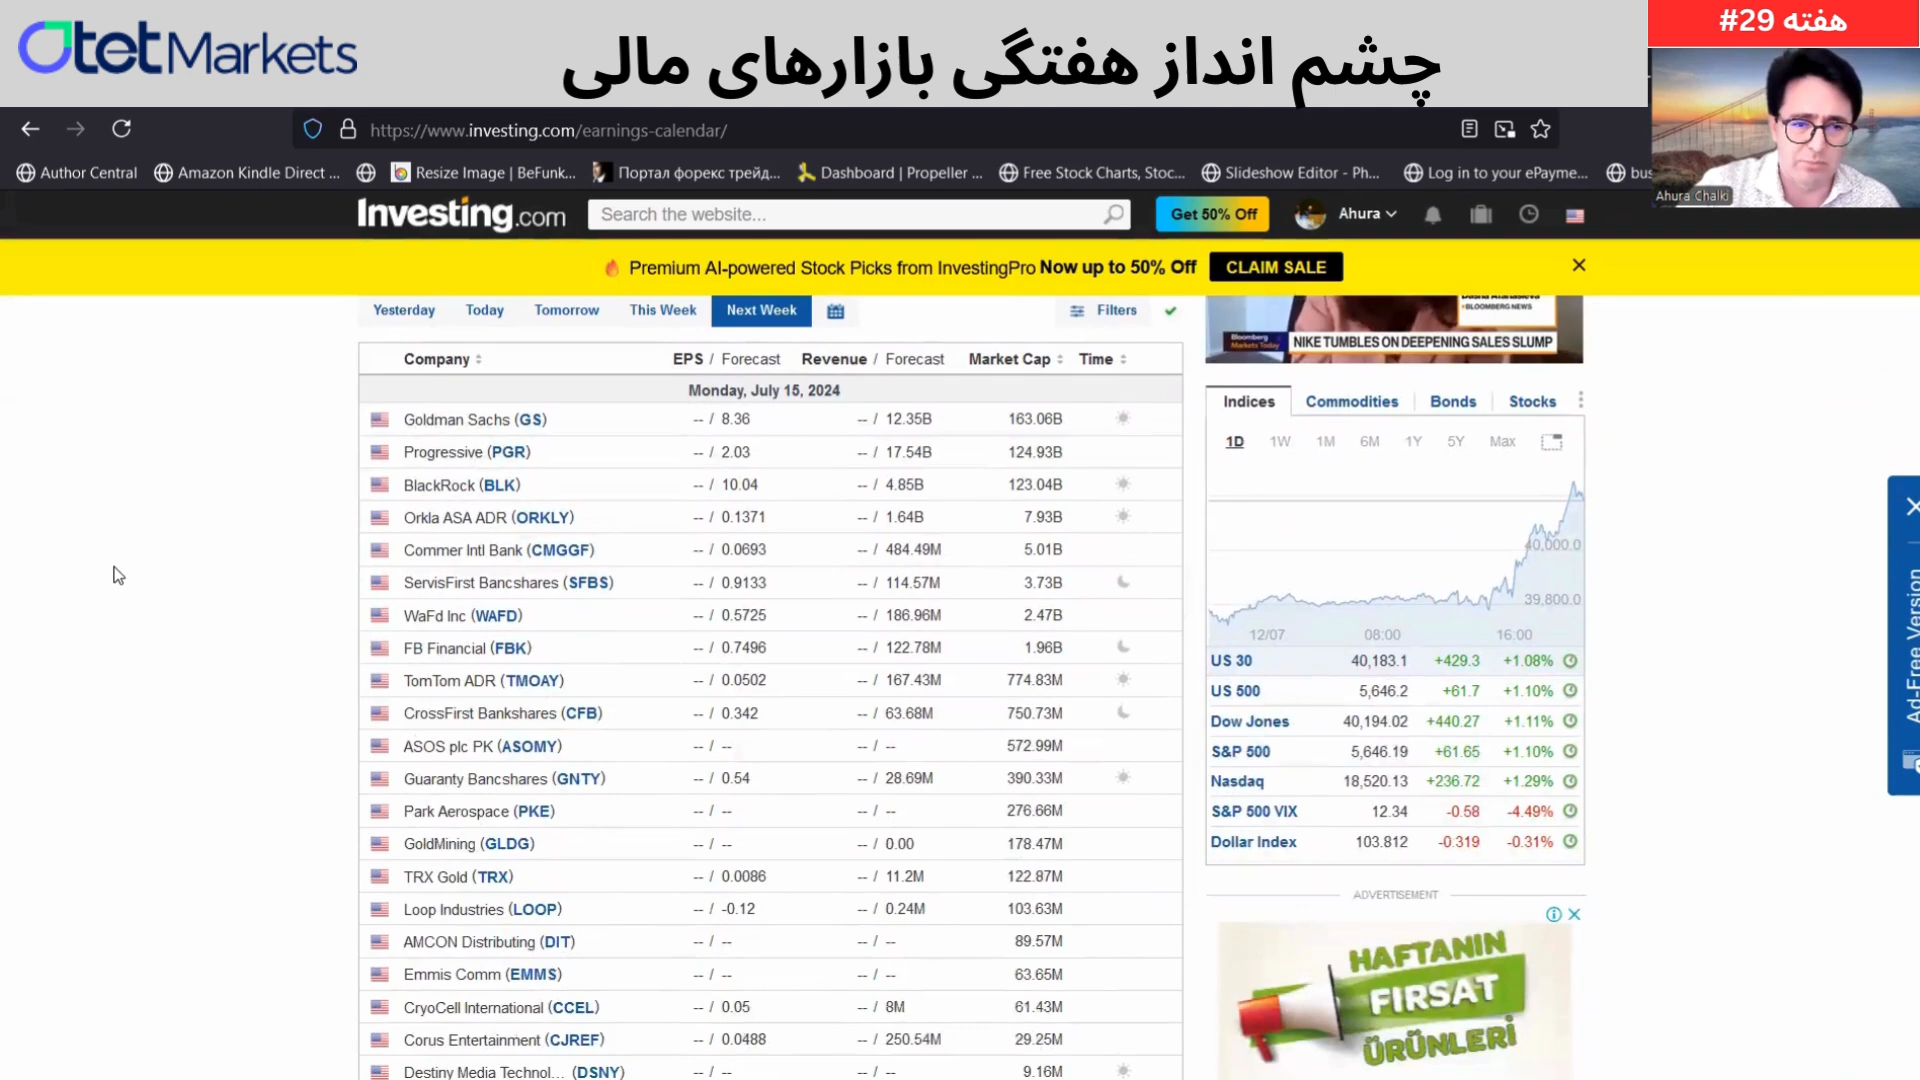 OtetMarkets
چشم انداز هفتگی بازارهای مالی
هفته 29#
Ahura Chalki
https://www.investing.com/earnings-calendar/
Author Central
Amazon Kindle Direct ...
Resize Image | BeFunk...
Портал форекс трейд...
Dashboard | Propeller ...
Free Stock Charts, Stoc...
Slideshow Editor - Ph...
Log in to your ePayme...
bus
Investing.com
Search the website...
Get 50% Off
Ahura
Premium AI-powered Stock Picks from InvestingPro Now up to 50% Off
CLAIM SALE
Yesterday Today Tomorrow This Week Next Week Filters
Company EPS / Forecast Revenue / Forecast Market Cap Time
Monday, July 15, 2024
Goldman Sachs (GS) -- / 8.36 -- / 12.35B 163.06B
Progressive (PGR) -- / 2.03 -- / 17.54B 124.93B
BlackRock (BLK) -- / 10.04 -- / 4.85B 123.04B
Orkla ASA ADR (ORKLY) -- / 0.1371 -- / 1.64B 7.93B
Commer Intl Bank (CMGGF) -- / 0.0693 -- / 484.49M 5.01B
ServisFirst Bancshares (SFBS) -- / 0.9133 -- / 114.57M 3.73B
WaFd Inc (WAFD) -- / 0.5725 -- / 186.96M 2.47B
FB Financial (FBK) -- / 0.7496 -- / 122.78M 1.96B
TomTom ADR (TMOAY) -- / 0.0502 -- / 167.43M 774.83M
CrossFirst Bankshares (CFB) -- / 0.342 -- / 63.68M 750.73M
ASOS plc PK (ASOMY) -- / -- -- / -- 572.99M
Guaranty Bancshares (GNTY) -- / 0.54 -- / 28.69M 390.33M
Park Aerospace (PKE) -- / -- -- / -- 276.66M
GoldMining (GLDG) -- / -- -- / 0.00 178.47M
TRX Gold (TRX) -- / 0.0086 -- / 11.2M 122.87M
Loop Industries (LOOP) -- / -0.12 -- / 0.24M 103.63M
AMCON Distributing (DIT) -- / -- -- / -- 89.57M
Emmis Comm (EMMS) -- / -- -- / -- 63.65M
CryoCell International (CCEL) -- / 0.05 -- / 8M 61.43M
Corus Entertainment (CJREF) -- / 0.0488 -- / 250.54M 29.25M
Destiny Media Technol... (DSNY) -- / -- -- / -- 9.16M
BLOOMBERG NEWS
Bloomberg
Markets Today
NIKE TUMBLES ON DEEPENING SALES SLUMP
Indices Commodities Bonds Stocks
1D 1W 1M 6M 1Y 5Y Max
40,000.0
39,800.0
12/07 08:00 16:00
US 30 40,183.1 +429.3 +1.08%
US 500 5,646.2 +61.7 +1.10%
Dow Jones 40,194.02 +440.27 +1.11%
S&P 500 5,646.19 +61.65 +1.10%
Nasdaq 18,520.13 +236.72 +1.29%
S&P 500 VIX 12.34 -0.58 -4.49%
Dollar Index 103.812 -0.319 -0.31%
ADVERTISEMENT
HAFTANIN
FIRSAT
ÜRÜNLERİ
Ad-Free Version